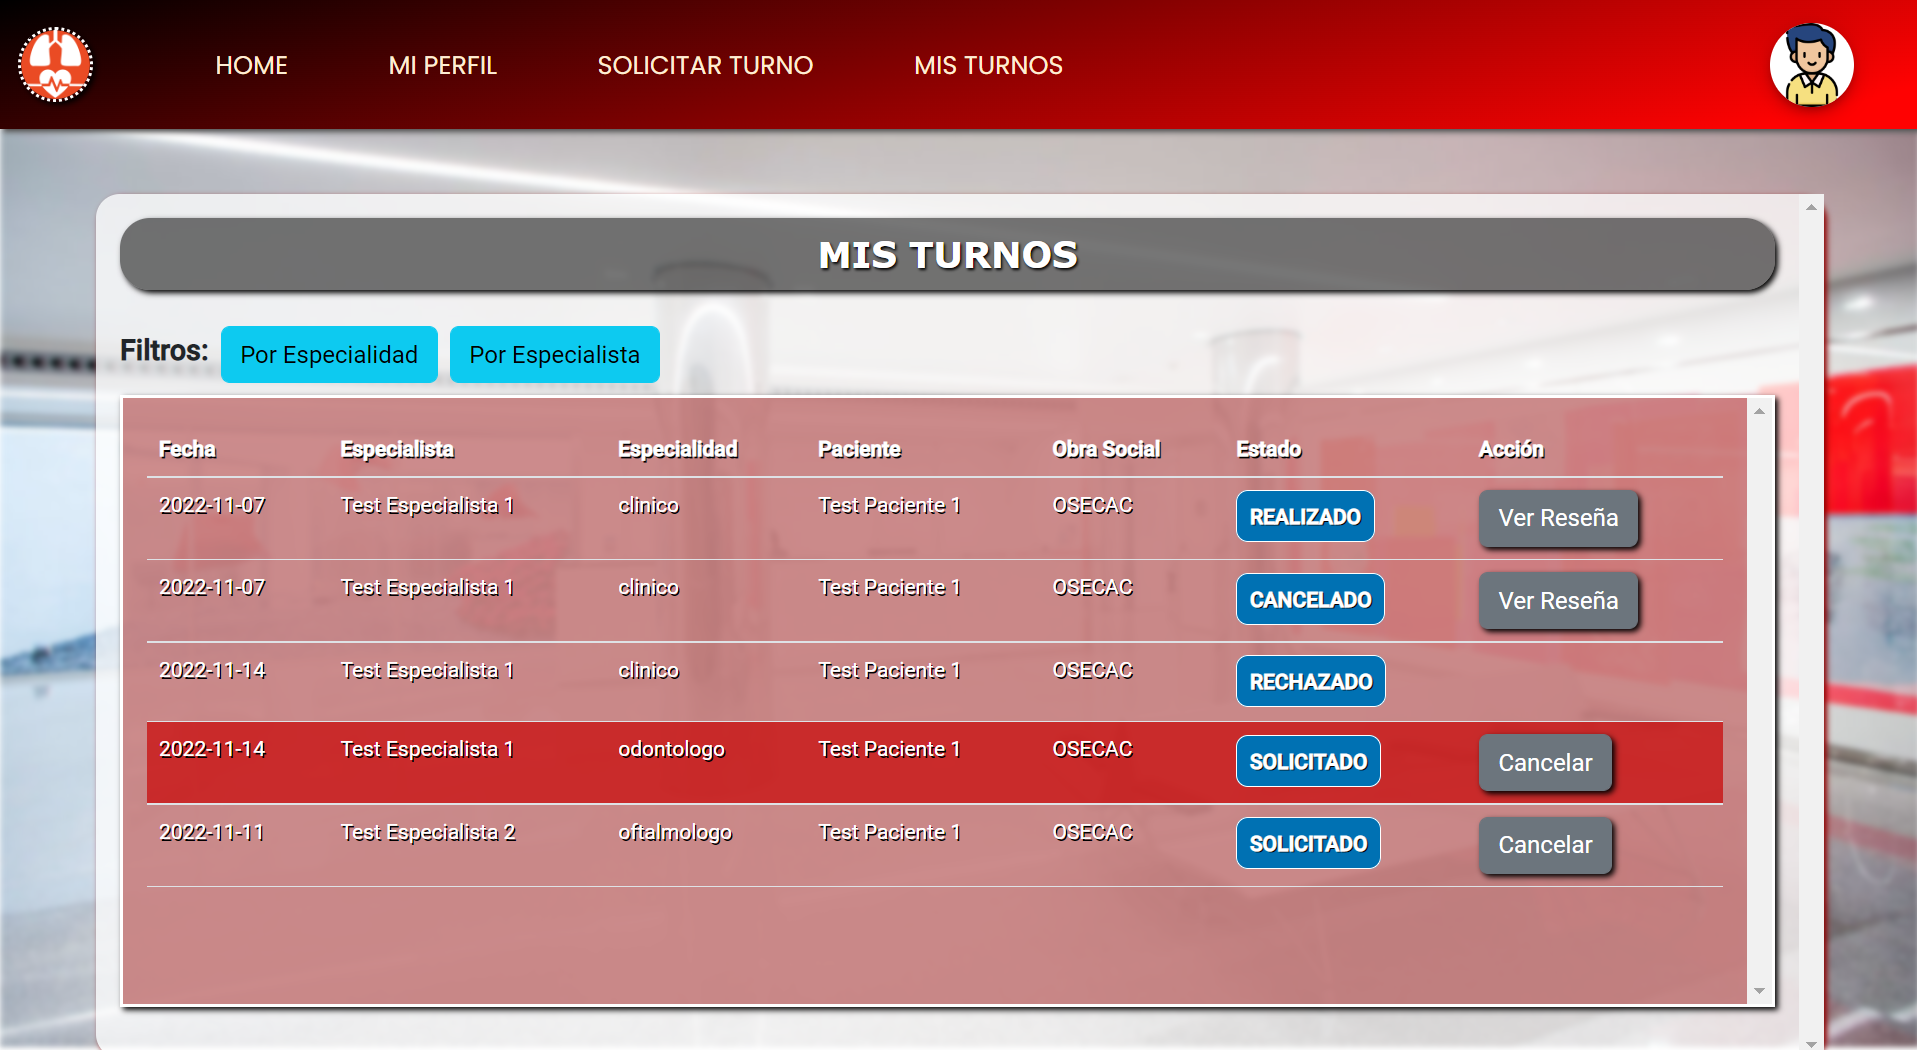 HOME MI PERFIL SOLICITAR TURNO MIS TURNOS
MIS TURNOS
Filtros: Por Especialidad Por Especialista
Fecha Especialista Especialidad Paciente Obra Social Estado Acción
2022-11-07 Test Especialista 1 clinico Test Paciente 1 OSECAC REALIZADO Ver Reseña
2022-11-07 Test Especialista 1 clinico Test Paciente 1 OSECAC CANCELADO Ver Reseña
2022-11-14 Test Especialista 1 clinico Test Paciente 1 OSECAC RECHAZADO
2022-11-14 Test Especialista 1 odontologo Test Paciente 1 OSECAC SOLICITADO Cancelar
2022-11-11 Test Especialista 2 oftalmologo Test Paciente 1 OSECAC SOLICITADO Cancelar